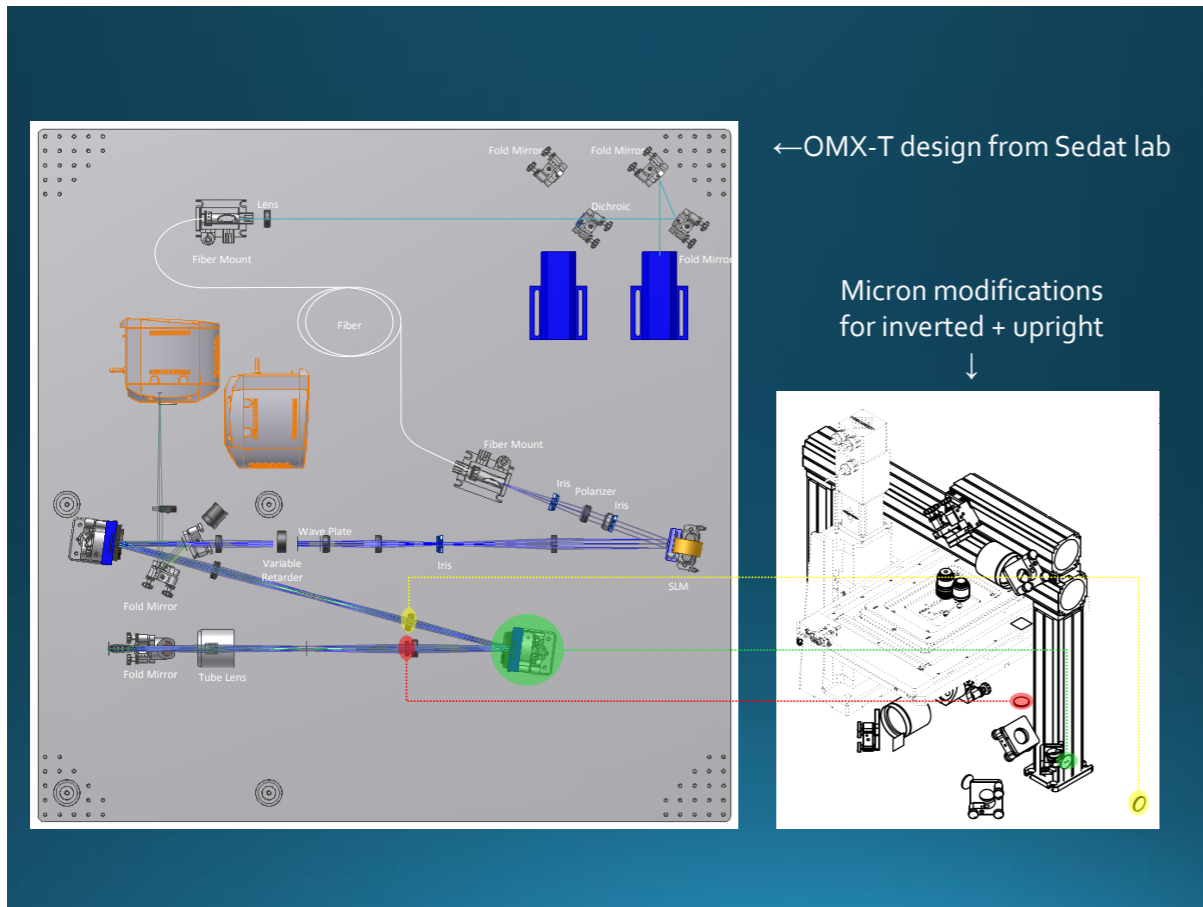 ←OMX-T design from Sedat lab
Fold Mirror
Fold Mirror
Lens
Dichroic
Fiber Mount
Fold Mirror
Fiber
Micron modifications
for inverted + upright
↓
Fiber Mount
Iris
Polarizer
Iris
Wave Plate
Variable
Retarder
Iris
SLM
Fold Mirror
Fold Mirror
Tube Lens